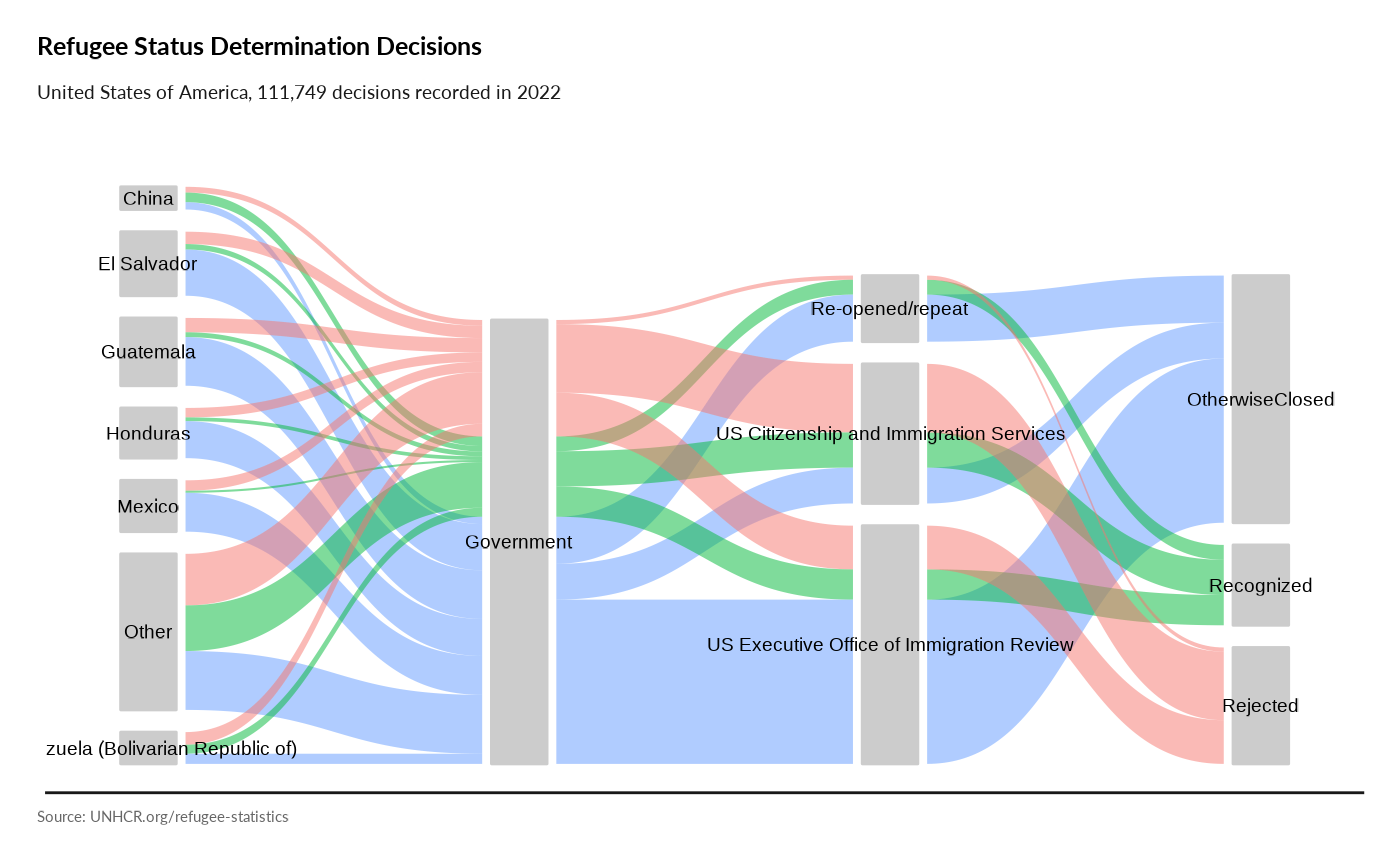 Refugee Status Determination Decisions
United States of America, 111,749 decisions recorded in 2022
China
El Salvador
Guatemala
Honduras
Mexico
Other
zuela (Bolivarian Republic of)
Government
Re-opened/repeat
US Citizenship and Immigration Services
US Executive Office of Immigration Review
OtherwiseClosed
Recognized
Rejected
Source: UNHCR.org/refugee-statistics